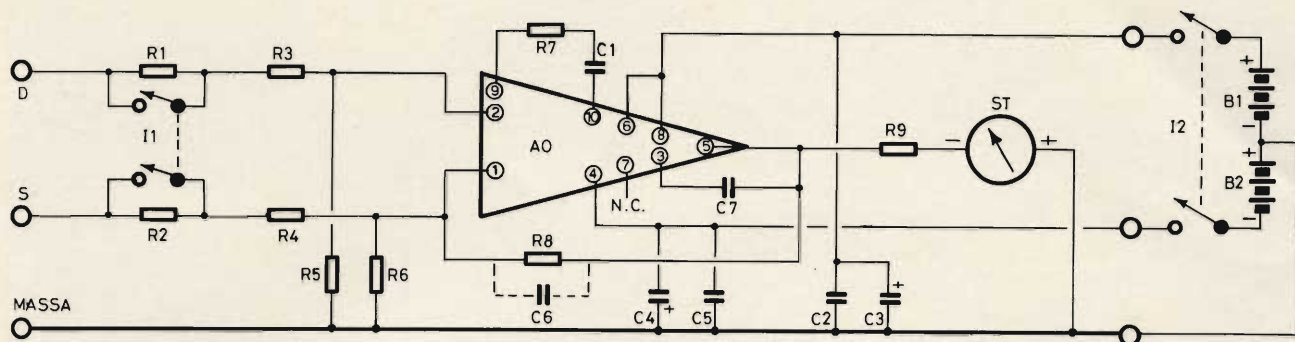 R1
R3
D
I1
S
R2
R4
R5
R6
MASSA
R7
C1
9
2
10
6
8
AO
5
1
4
7
3
N.C.
C7
R8
C6
C4 +
C5
C2
C3 +
R9
- ST +
I2
+
B1
-
+
B2
-